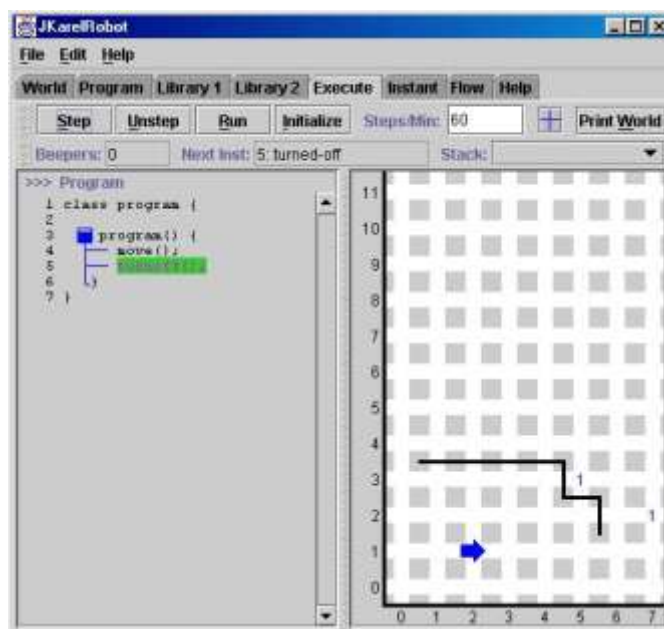 JKarelRobot
File Edit Help
World Program Library 1 Library 2 Execute Instant Flow Help
Step Unstep Run Initialize Steps/Min: 60 Print World
Beepers: 0 Next Inst: 5: turned-off Stack:
>>> Program
1 class program {
2
3 program() {
4 move();
5
6 }
7 }
11
10
9
8
7
6
5
4
3 1
2 1
1
0
0 1 2 3 4 5 6 7